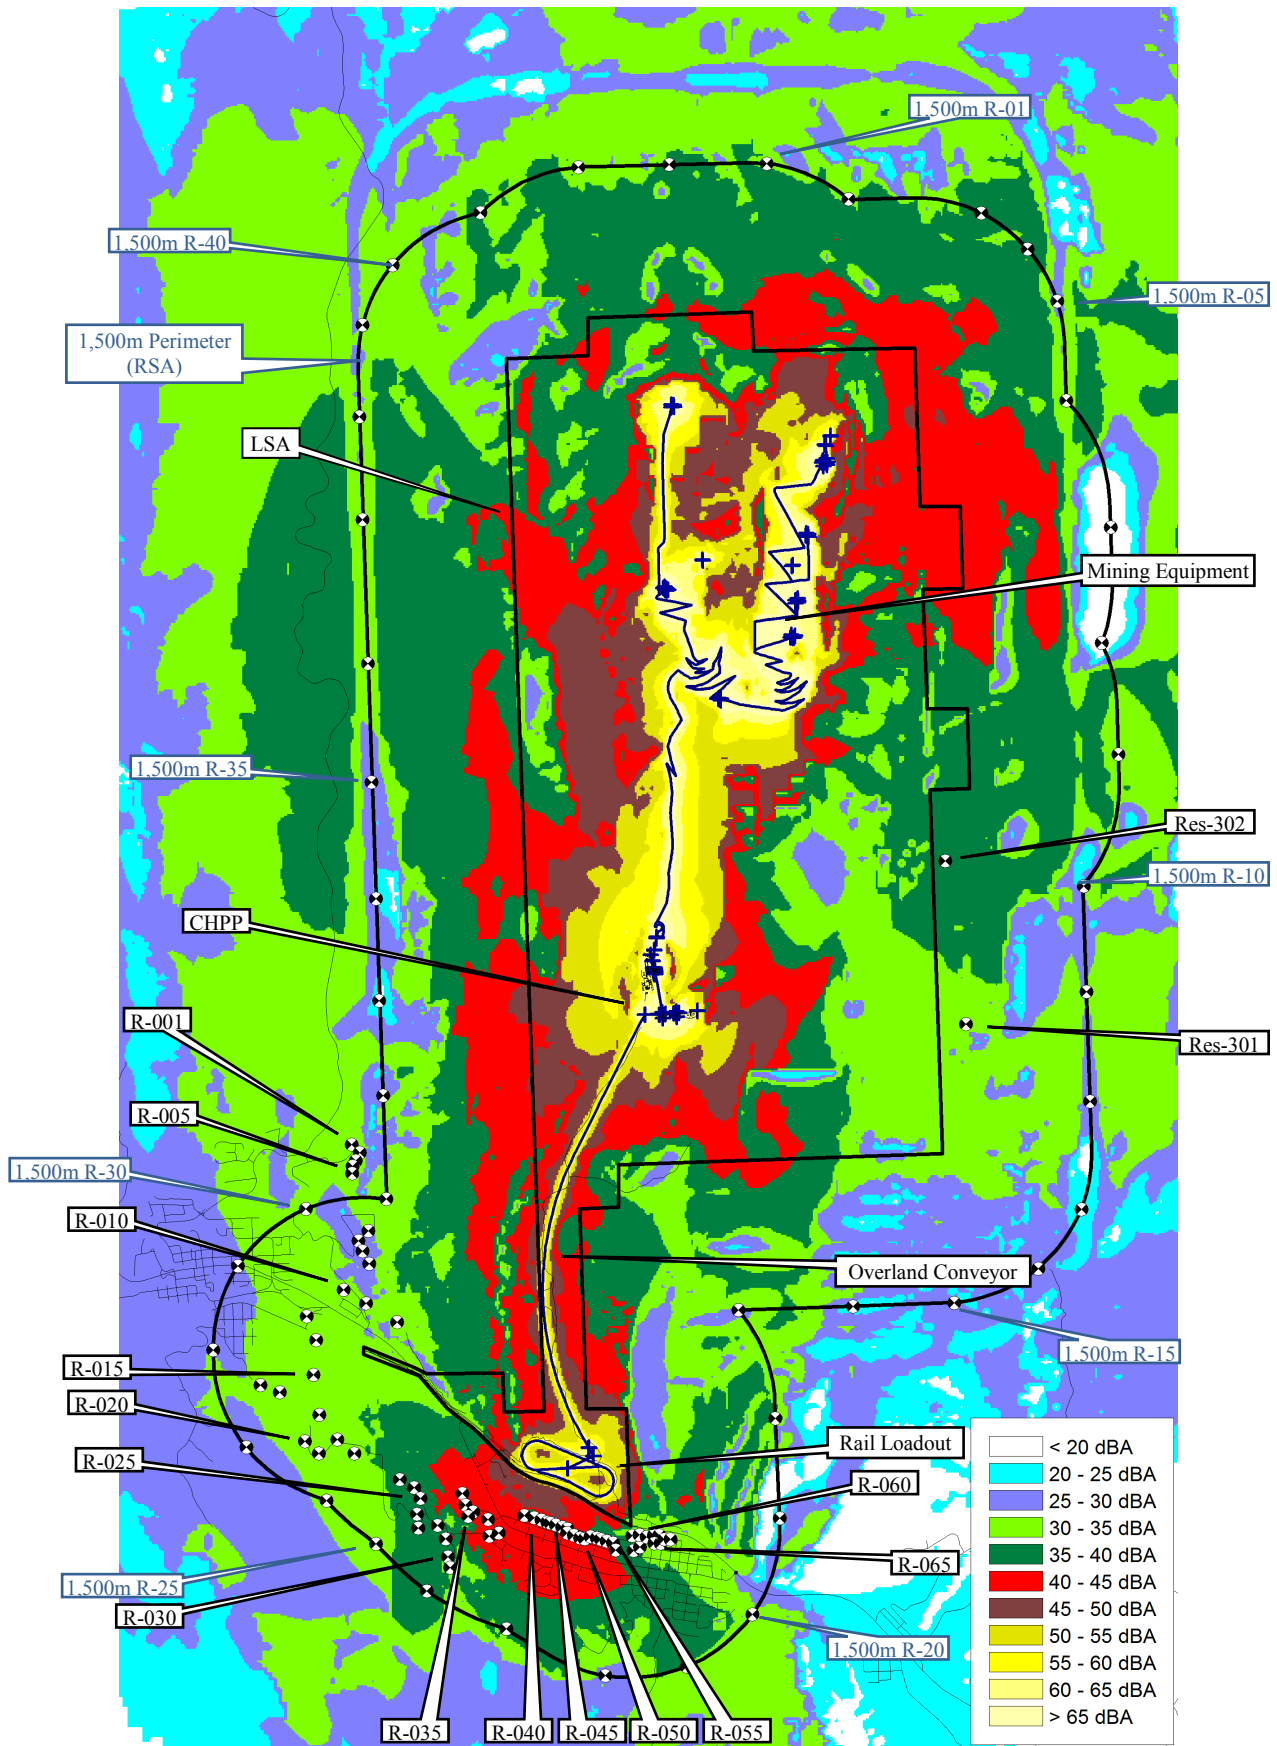 1,500m R-01
1,500m R-40
1,500m R-05
1,500m Perimeter
(RSA)
LSA
Mining Equipment
1,500m R-35
Res-302
1,500m R-10
CHPP
R-001
Res-301
R-005
1,500m R-30
R-010
Overland Conveyor
1,500m R-15
R-015
R-020
Rail Loadout
R-025
R-060
R-065
1,500m R-25
R-030
1,500m R-20
R-035
R-040
R-045
R-050
R-055
< 20 dBA
20 - 25 dBA
25 - 30 dBA
30 - 35 dBA
35 - 40 dBA
40 - 45 dBA
45 - 50 dBA
50 - 55 dBA
55 - 60 dBA
60 - 65 dBA
> 65 dBA